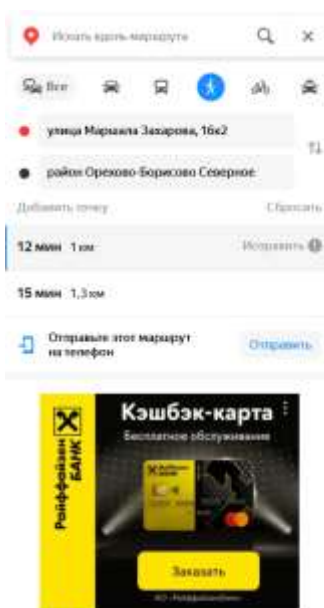 Искать вдоль маршрута
Все
улица Маршала Захарова, 16к2
район Орехово-Борисово Северное
Добавить точку
Сбросить
12 мин 1 км
Исправить
15 мин 1,3 км
Отправьте этот маршрут
на телефон
Отправить
Кэшбэк-карта
Бесплатное обслуживание
Райффайзен
БАНК
Заказать
АО «Райффайзенбанк»